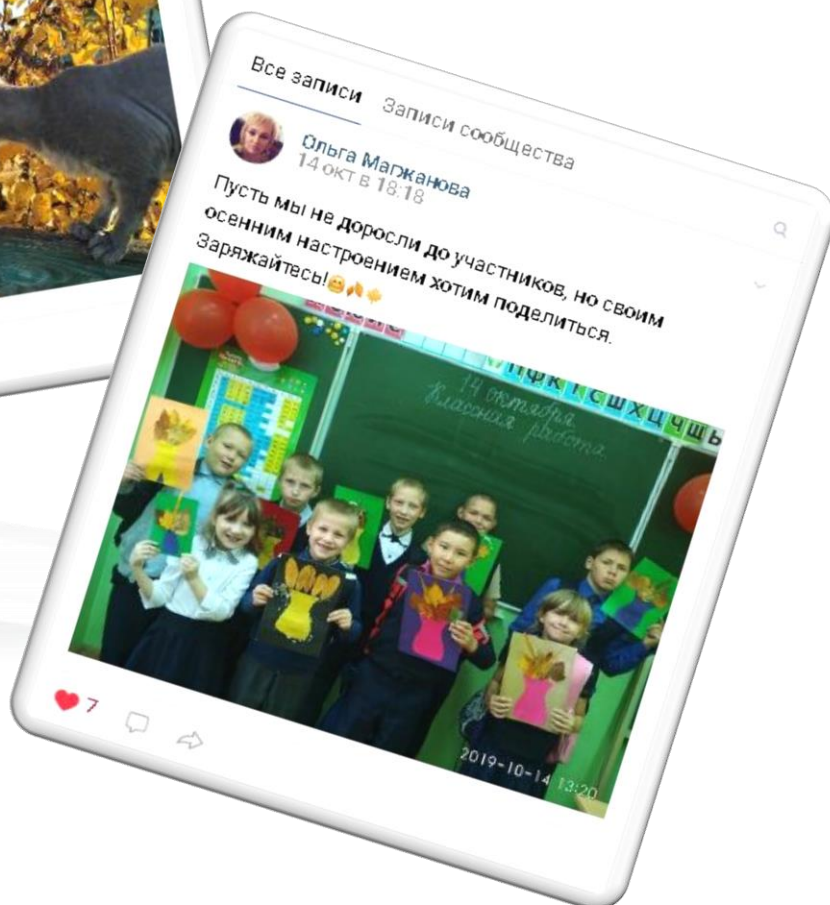 Все записи Записи сообщества
Ольга Магжанова
14 окт в 18:18
Пусть мы не доросли до участников, но своим
осенним настроением хотим поделиться.
Заряжайтесь!
14 октября
Классная работа.
П Ф К Т С Ш Х Ц Ч Щ Ь
7
2019-10-14 13:20